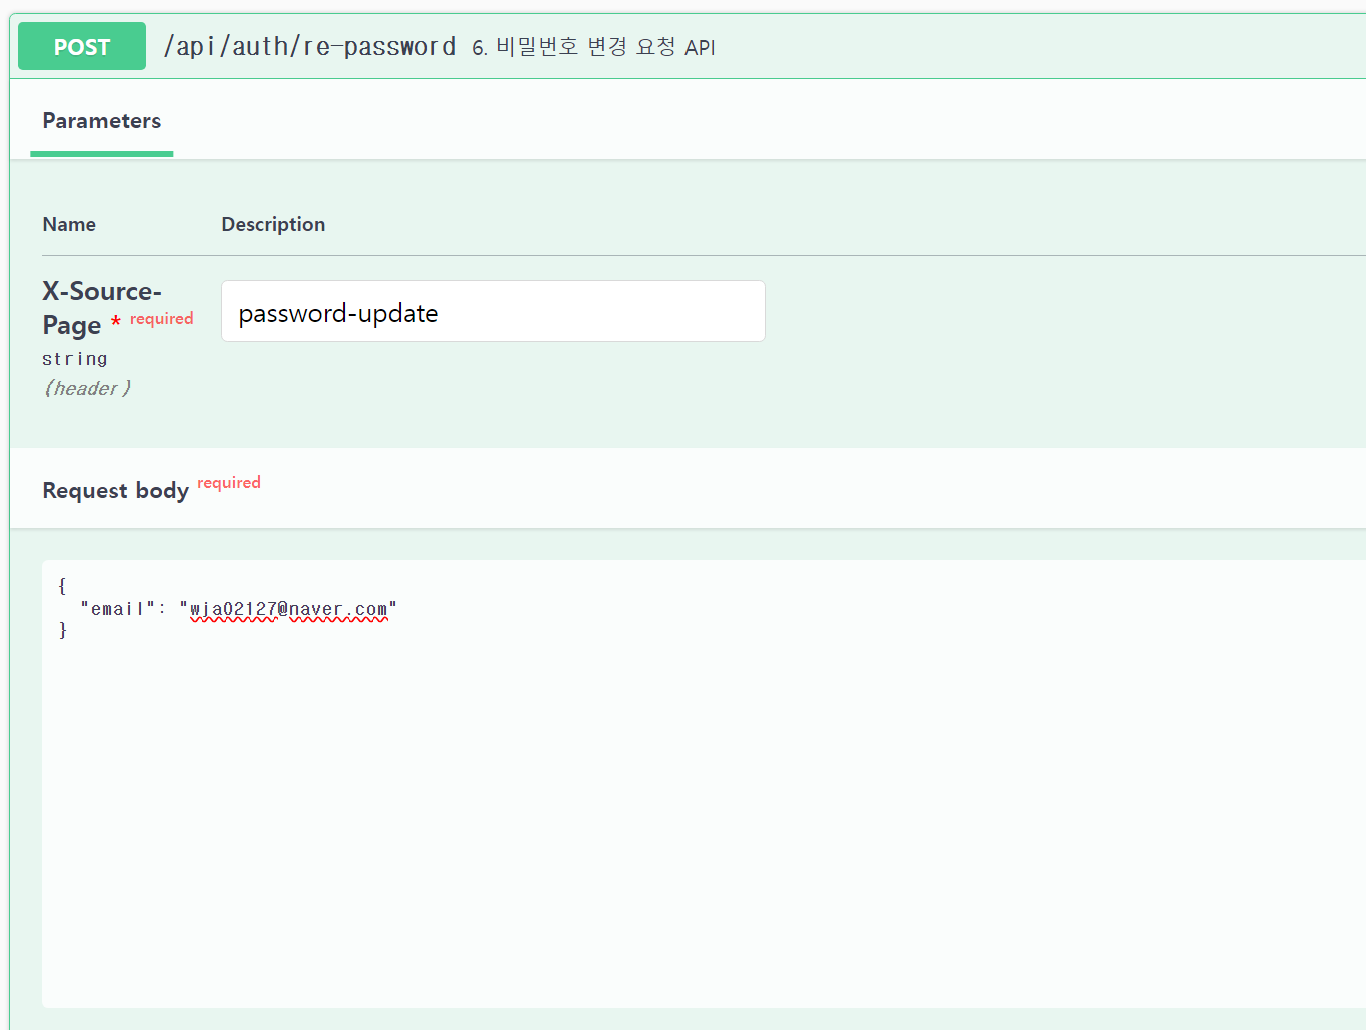 POST /api/auth/re-password 6. 비밀번호 변경 요청 API
Parameters
Name Description
X-Source-
Page * required
string
(header)
password-update
Request body required
{
"email": "wja02127@naver.com"
}